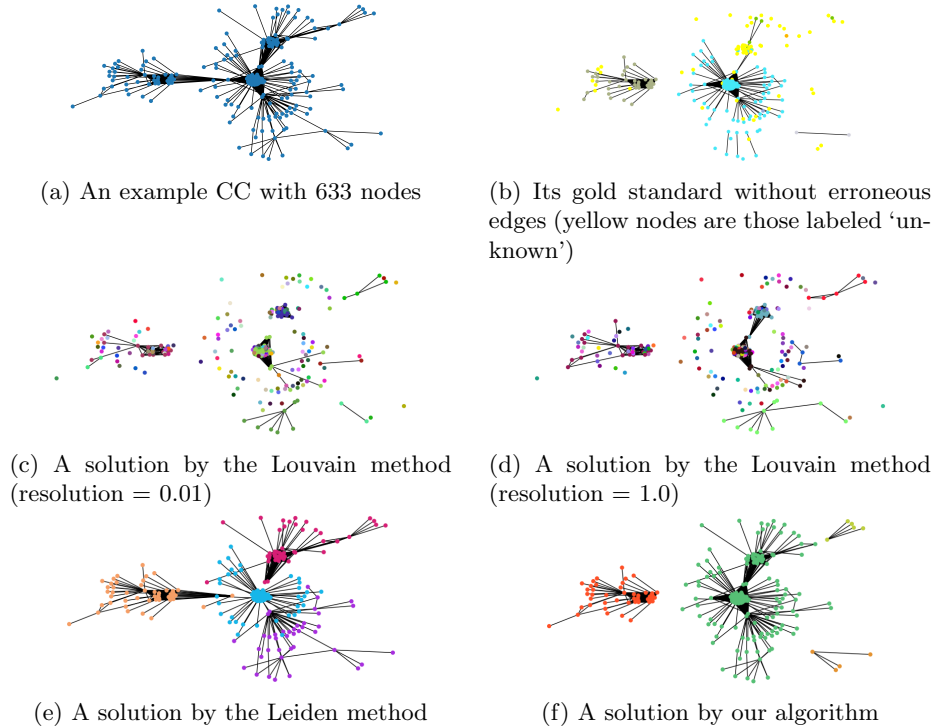 (a) An example CC with 633 nodes
(b) Its gold standard without erroneous
edges (yellow nodes are those labeled ‘un-
known’)
(c) A solution by the Louvain method
(resolution = 0.01)
(d) A solution by the Louvain method
(resolution = 1.0)
(e) A solution by the Leiden method
(f) A solution by our algorithm